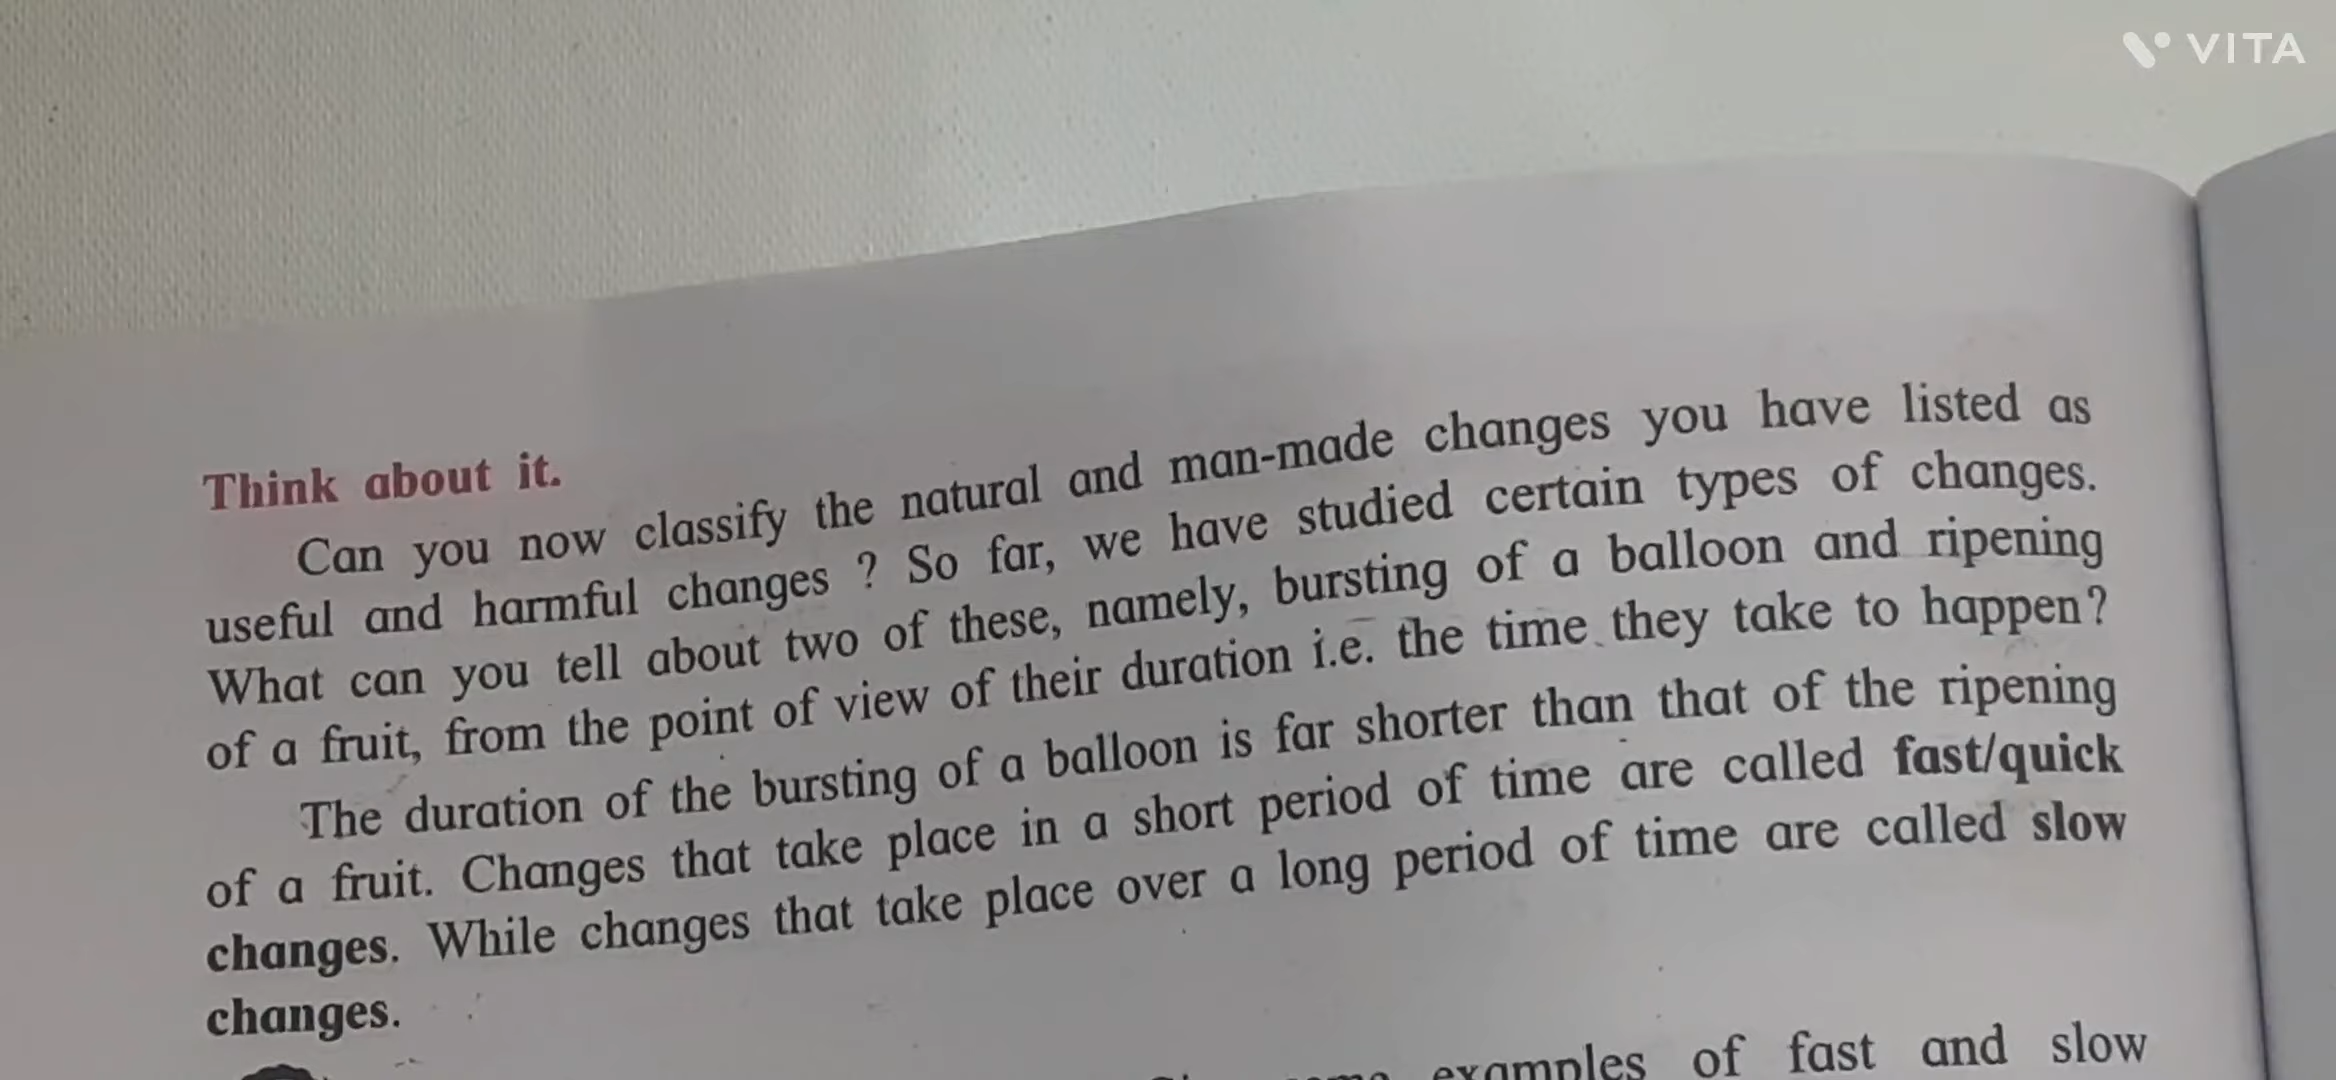 VITA
Think about it.
Can you now classify the natural and man-made changes you have listed as
useful and harmful changes ? So far, we have studied certain types of changes.
What can you tell about two of these, namely, bursting of a balloon and ripening
of a fruit, from the point of view of their duration i.e. the time they take to happen?
The duration of the bursting of a balloon is far shorter than that of the ripening
of a fruit. Changes that take place in a short period of time are called fast/quick
changes. While changes that take place over a long period of time are called slow
changes.
examples of fast and slow